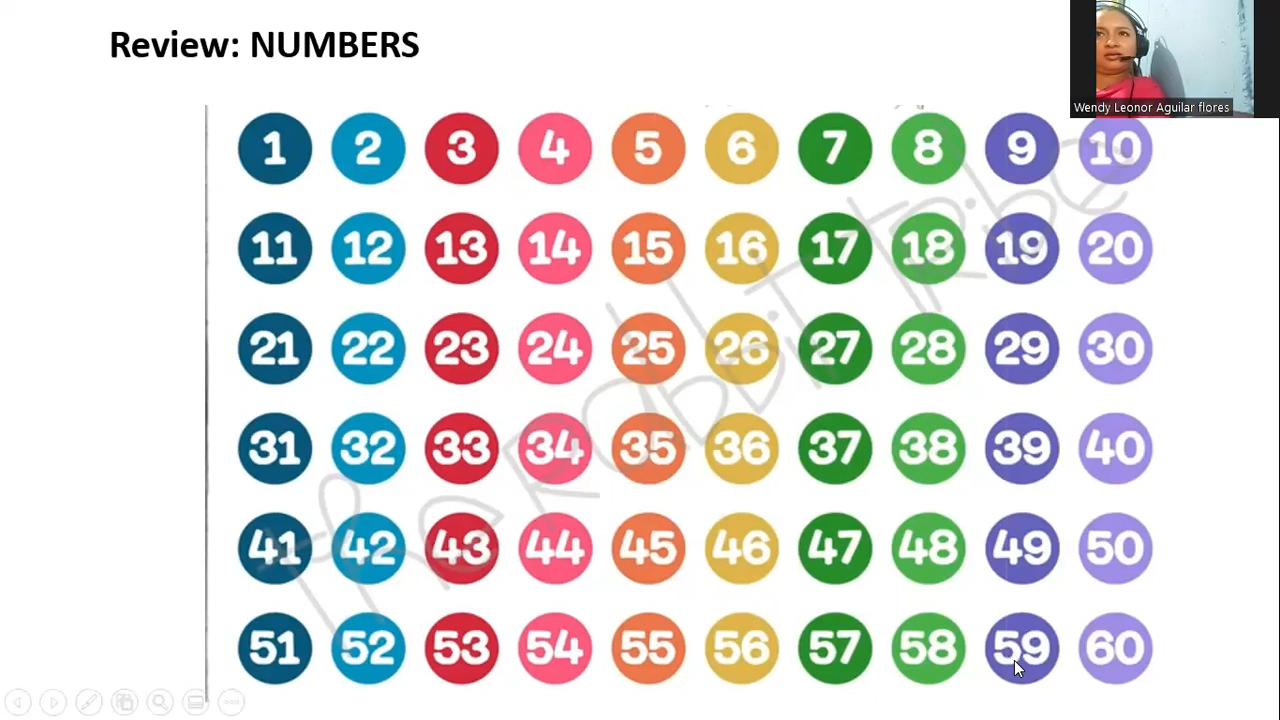 Review: NUMBERS
Wendy Leonor Aguilar flores
1 2 3 4 5 6 7 8 9 10
11 12 13 14 15 16 17 18 19 20
21 22 23 24 25 26 27 28 29 30
31 32 33 34 35 36 37 38 39 40
41 42 43 44 45 46 47 48 49 50
51 52 53 54 55 56 57 58 59 60
The Rabbit Tribe